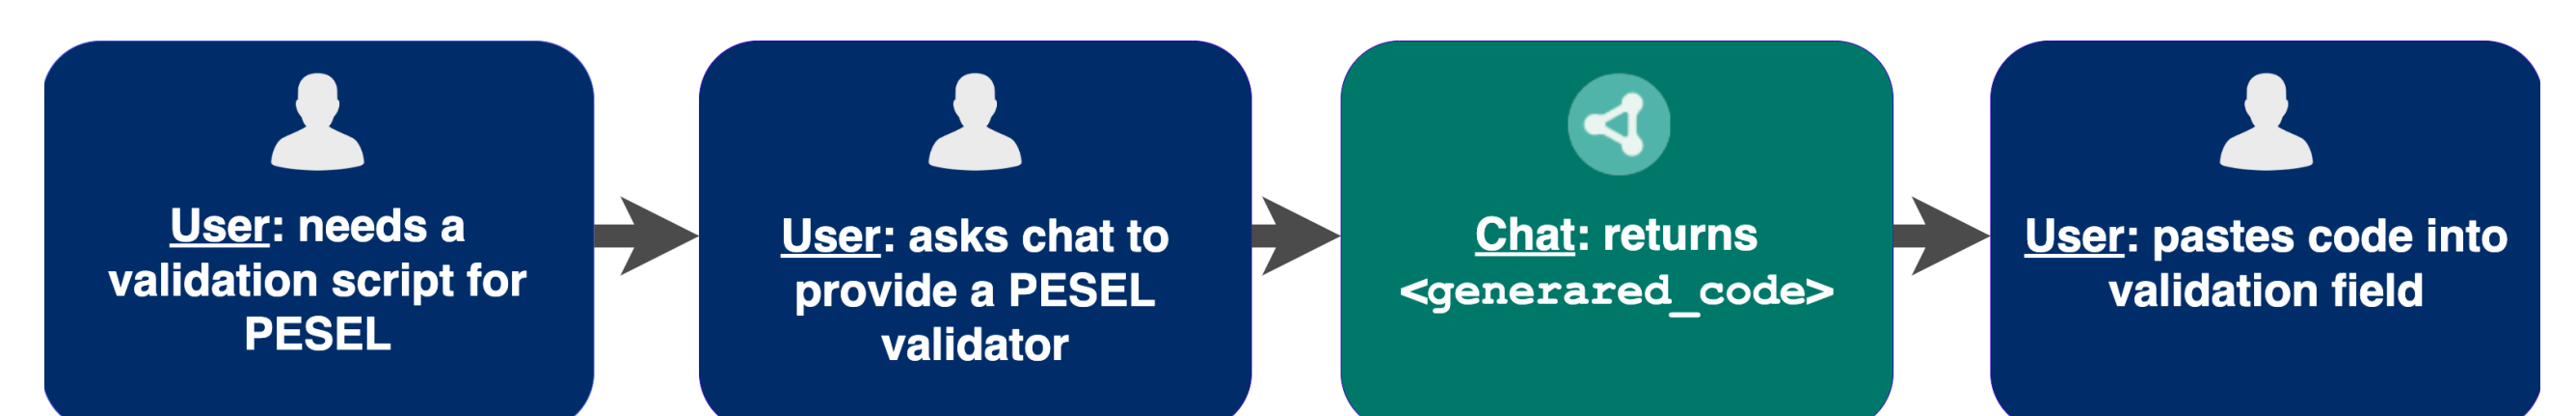 User: needs a
validation script for
PESEL
User: asks chat to
provide a PESEL
validator
Chat: returns
<generared_code>
User: pastes code into
validation field